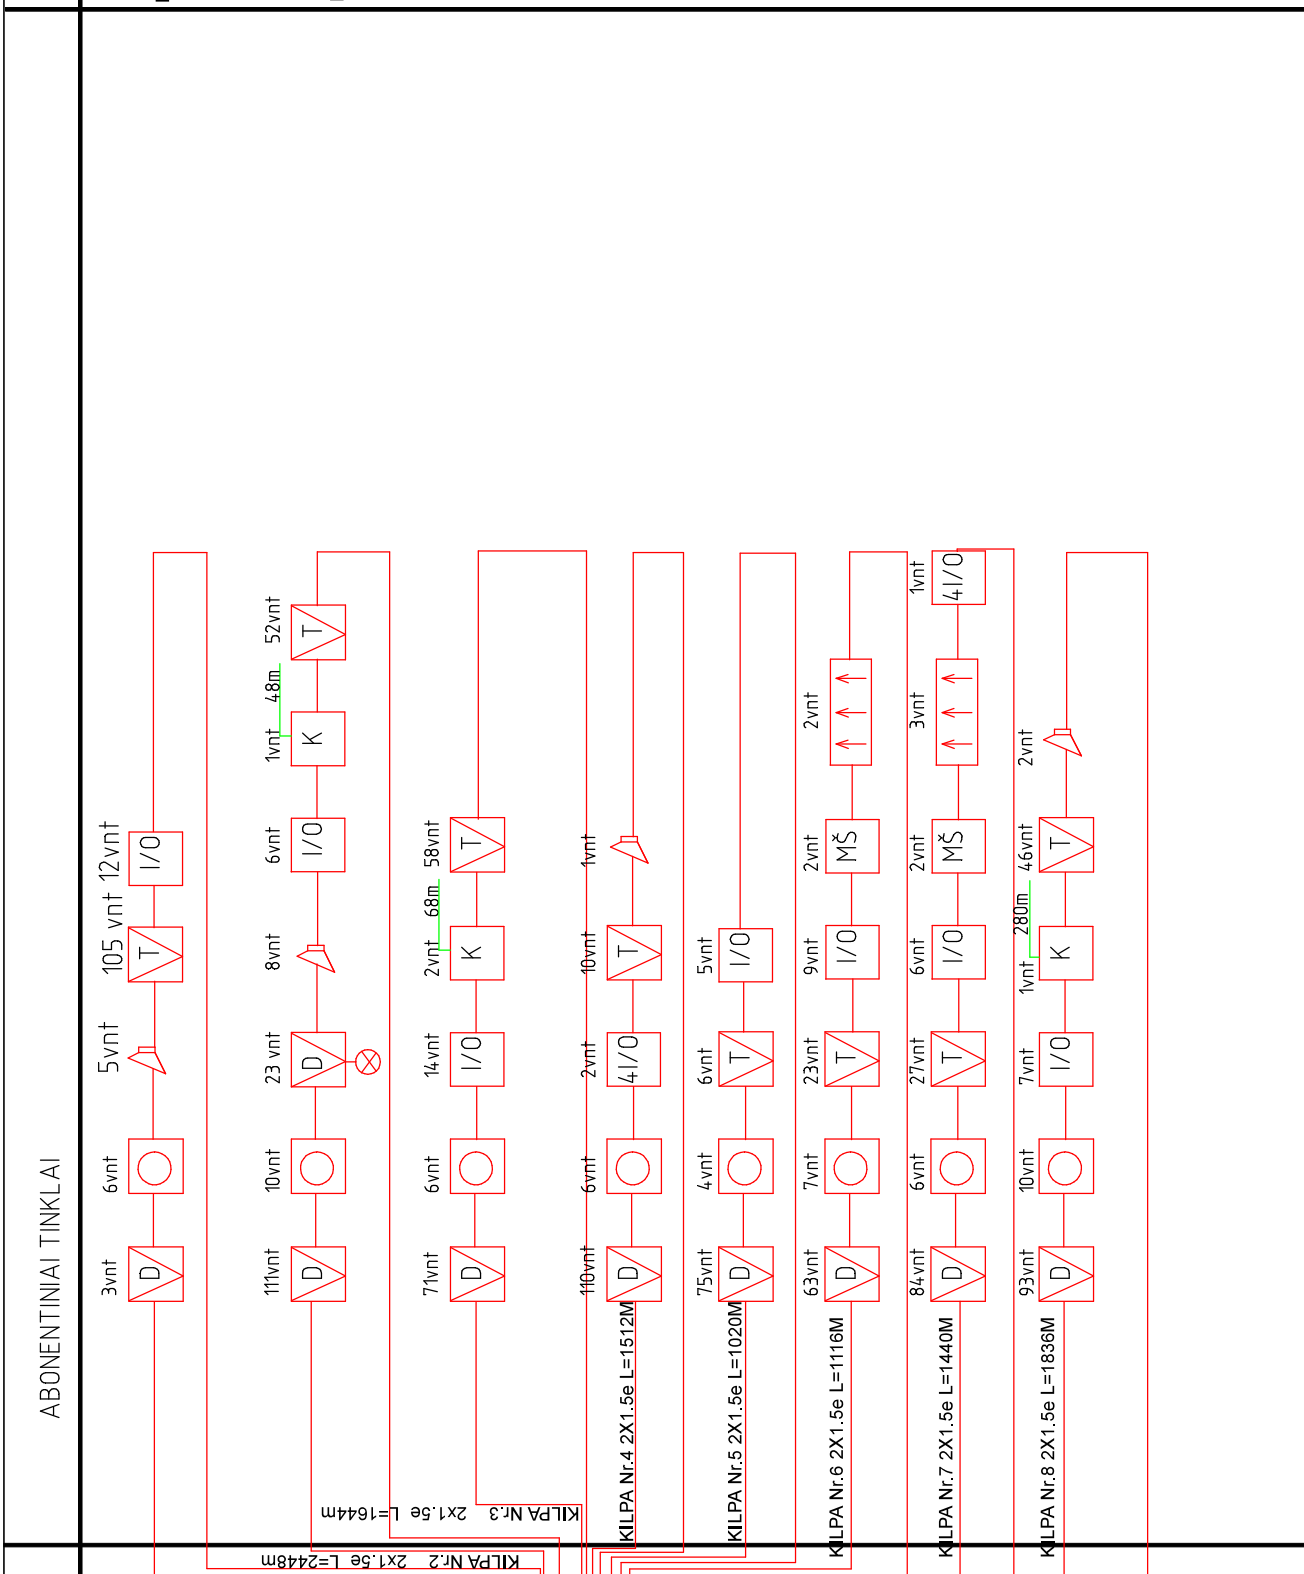 ABONENTINIAI TINKLAI
3vnt
D
6vnt
5vnt
105 vnt
T
12vnt
I/O
111vnt
D
10vnt
23 vnt
D
8vnt
6vnt
I/O
1vnt
K
48m
52vnt
T
71vnt
D
6vnt
14vnt
I/O
2vnt
K
68m
58vnt
T
110vnt
D
6vnt
2vnt
4I/O
10vnt
T
1vnt
75vnt
D
4vnt
6vnt
T
5vnt
I/O
63vnt
D
7vnt
23vnt
T
9vnt
I/O
2vnt
MŠ
2vnt
84vnt
D
6vnt
27vnt
T
6vnt
I/O
2vnt
MŠ
3vnt
1vnt
4I/O
93vnt
D
10vnt
7vnt
I/O
1vnt
K
280m
46vnt
T
2vnt
KILPA Nr.2 2x1.5e L=2448m
KILPA Nr.3 2x1.5e L=1644m
KILPA Nr.4 2X1.5e L=1512M
KILPA Nr.5 2X1.5e L=1020M
KILPA Nr.6 2X1.5e L=1116M
KILPA Nr.7 2X1.5e L=1440M
KILPA Nr.8 2X1.5e L=1836M